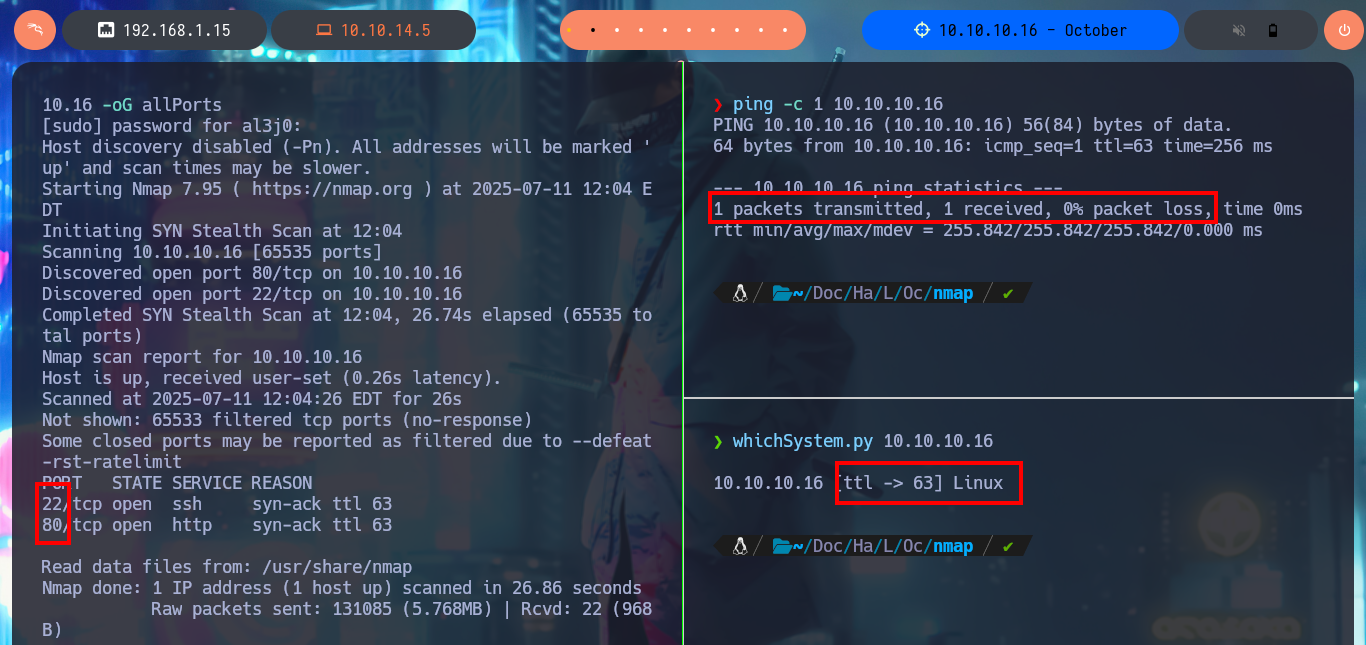 192.168.1.15
10.10.14.5
10.10.10.16 - October
10.16 -oG allPorts
[sudo] password for al3j0:
Host discovery disabled (-Pn). All addresses will be marked '
up' and scan times may be slower.
Starting Nmap 7.95 ( https://nmap.org ) at 2025-07-11 12:04 E
DT
Initiating SYN Stealth Scan at 12:04
Scanning 10.10.10.16 [65535 ports]
Discovered open port 80/tcp on 10.10.10.16
Discovered open port 22/tcp on 10.10.10.16
Completed SYN Stealth Scan at 12:04, 26.74s elapsed (65535 to
tal ports)
Nmap scan report for 10.10.10.16
Host is up, received user-set (0.26s latency).
Scanned at 2025-07-11 12:04:26 EDT for 26s
Not shown: 65533 filtered tcp ports (no-response)
Some closed ports may be reported as filtered due to --defeat
-rst-ratelimit
PORT   STATE SERVICE REASON
22/tcp open  ssh     syn-ack ttl 63
80/tcp open  http    syn-ack ttl 63
Read data files from: /usr/share/nmap
Nmap done: 1 IP address (1 host up) scanned in 26.86 seconds
Raw packets sent: 131085 (5.768MB) | Rcvd: 22 (968
B)
❯ ping -c 1 10.10.10.16
PING 10.10.10.16 (10.10.10.16) 56(84) bytes of data.
64 bytes from 10.10.10.16: icmp_seq=1 ttl=63 time=256 ms
--- 10.10.10.16 ping statistics ---
1 packets transmitted, 1 received, 0% packet loss, time 0ms
rtt min/avg/max/mdev = 255.842/255.842/255.842/0.000 ms
~/Doc/Ha/L/Oc/nmap / ✔
❯ whichSystem.py 10.10.10.16
10.10.10.16 [ttl -> 63] Linux
~/Doc/Ha/L/Oc/nmap / ✔